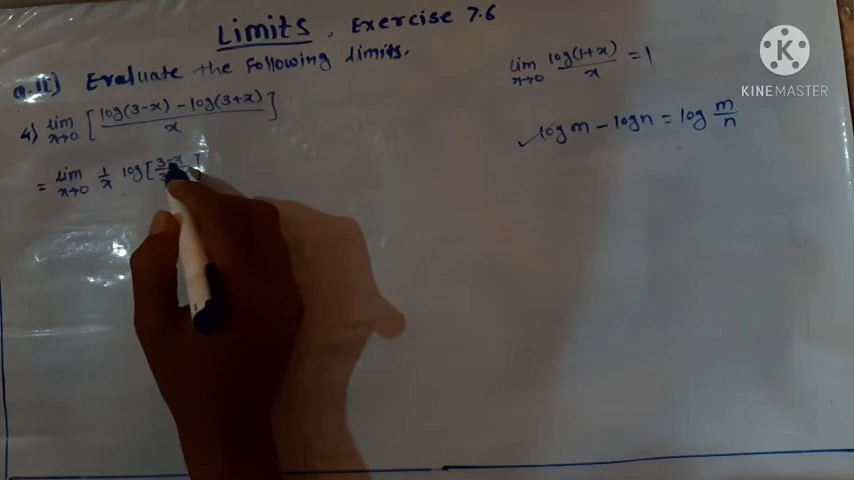 Limits. Exercise 7.6
Q.II) Evaluate the following limits.
4) lim x→0 [ log(3-x) - log(3+x) / x ]
= lim x→0 1/x log[ 3-x
lim x→0 log(1+x) / x = 1
✓ log m - log n = log m/n
KINEMASTER